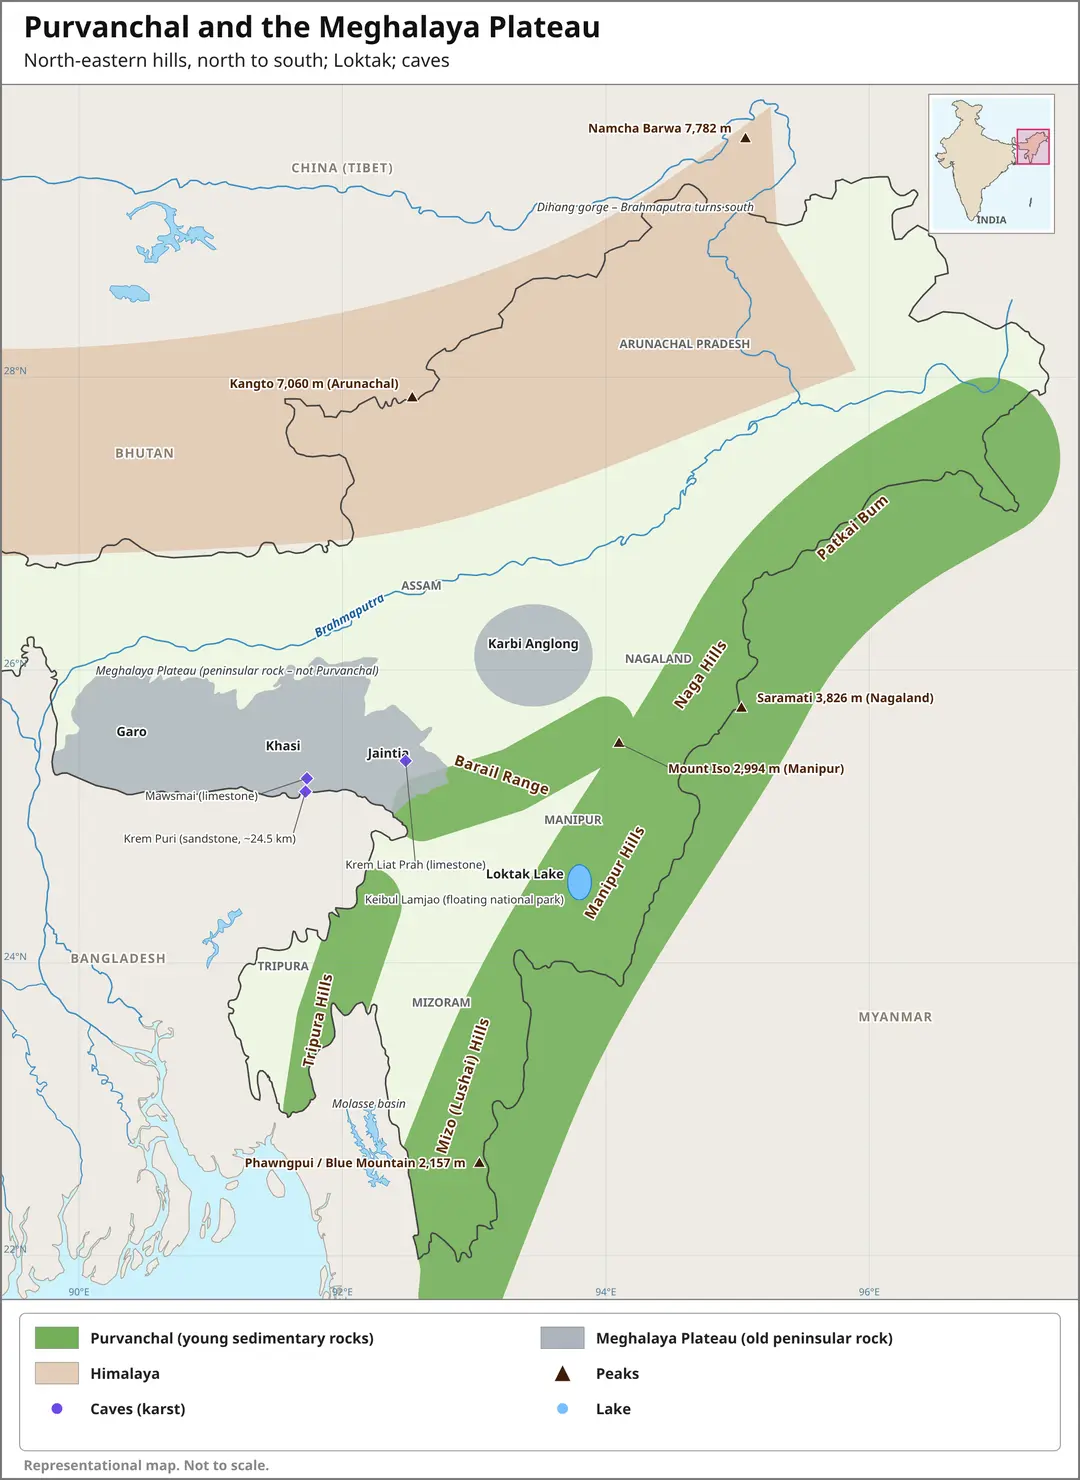 Purvanchal and the Meghalaya Plateau
North-eastern hills, north to south; Loktak; caves
Namcha Barwa 7,782 m
CHINA (TIBET)
Dihang gorge – Brahmaputra turns south
INDIA
ARUNACHAL PRADESH
28°N
Kangto 7,060 m (Arunachal)
BHUTAN
Patkai Bum
ASSAM
Brahmaputra
Karbi Anglong
NAGALAND
26°N
Meghalaya Plateau (peninsular rock – not Purvanchal)
Naga Hills
Saramati 3,826 m (Nagaland)
Garo
Khasi
Jaintia
Barail Range
Mount Iso 2,994 m (Manipur)
Mawsmai (limestone)
MANIPUR
Krem Puri (sandstone, ~24.5 km)
Krem Liat Prah (limestone)
Loktak Lake
Manipur Hills
Keibul Lamjao (floating national park)
24°N
BANGLADESH
TRIPURA
Tripura Hills
MIZORAM
MYANMAR
Mizo (Lushai) Hills
Molasse basin
Phawngpui / Blue Mountain 2,157 m
22°N
90°E
92°E
94°E
96°E
Purvanchal (young sedimentary rocks)
Meghalaya Plateau (old peninsular rock)
Himalaya
Peaks
Caves (karst)
Lake
Representational map. Not to scale.